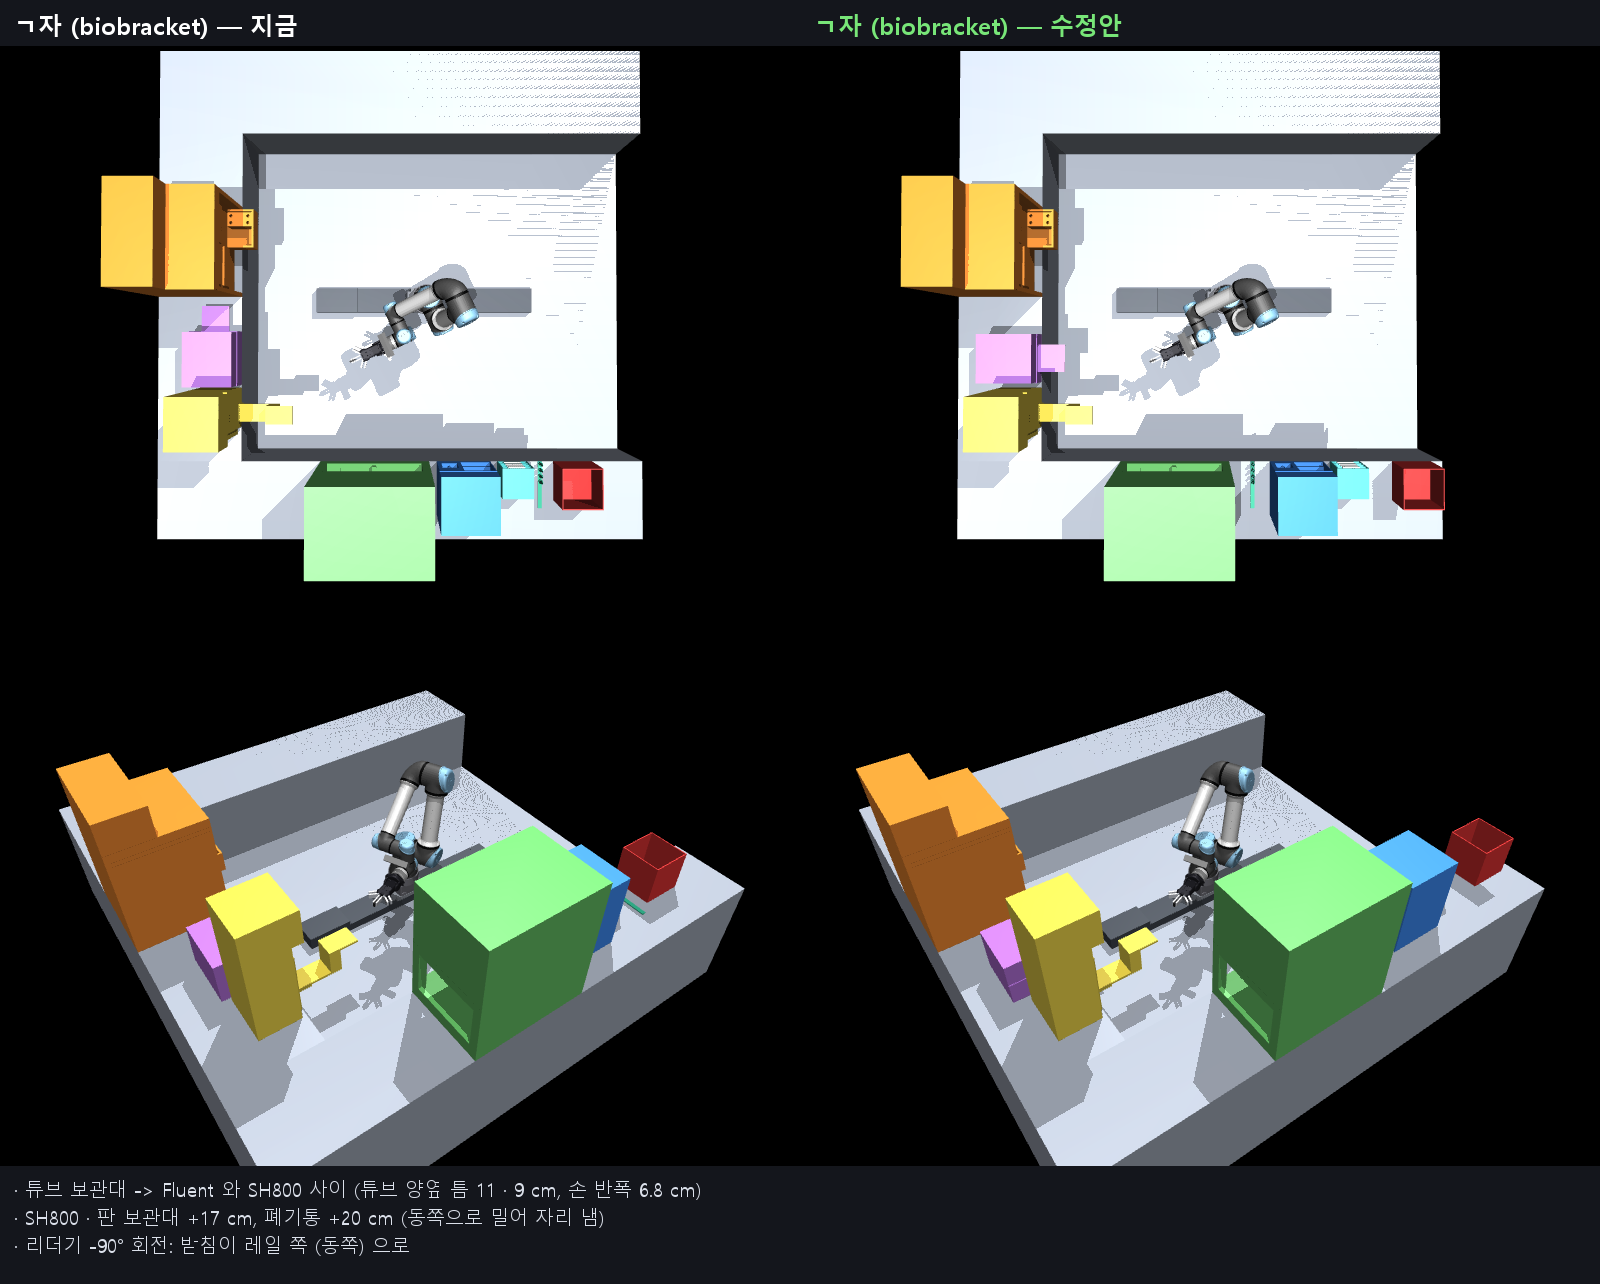 ㄱ자 (biobracket) — 지금
ㄱ자 (biobracket) — 수정안
· 튜브 보관대 -> Fluent 와 SH800 사이 (튜브 양옆 틈 11 · 9 cm, 손 반폭 6.8 cm)
· SH800 · 판 보관대 +17 cm, 폐기통 +20 cm (동쪽으로 밀어 자리 냄)
· 리더기 -90° 회전: 받침이 레일 쪽 (동쪽) 으로